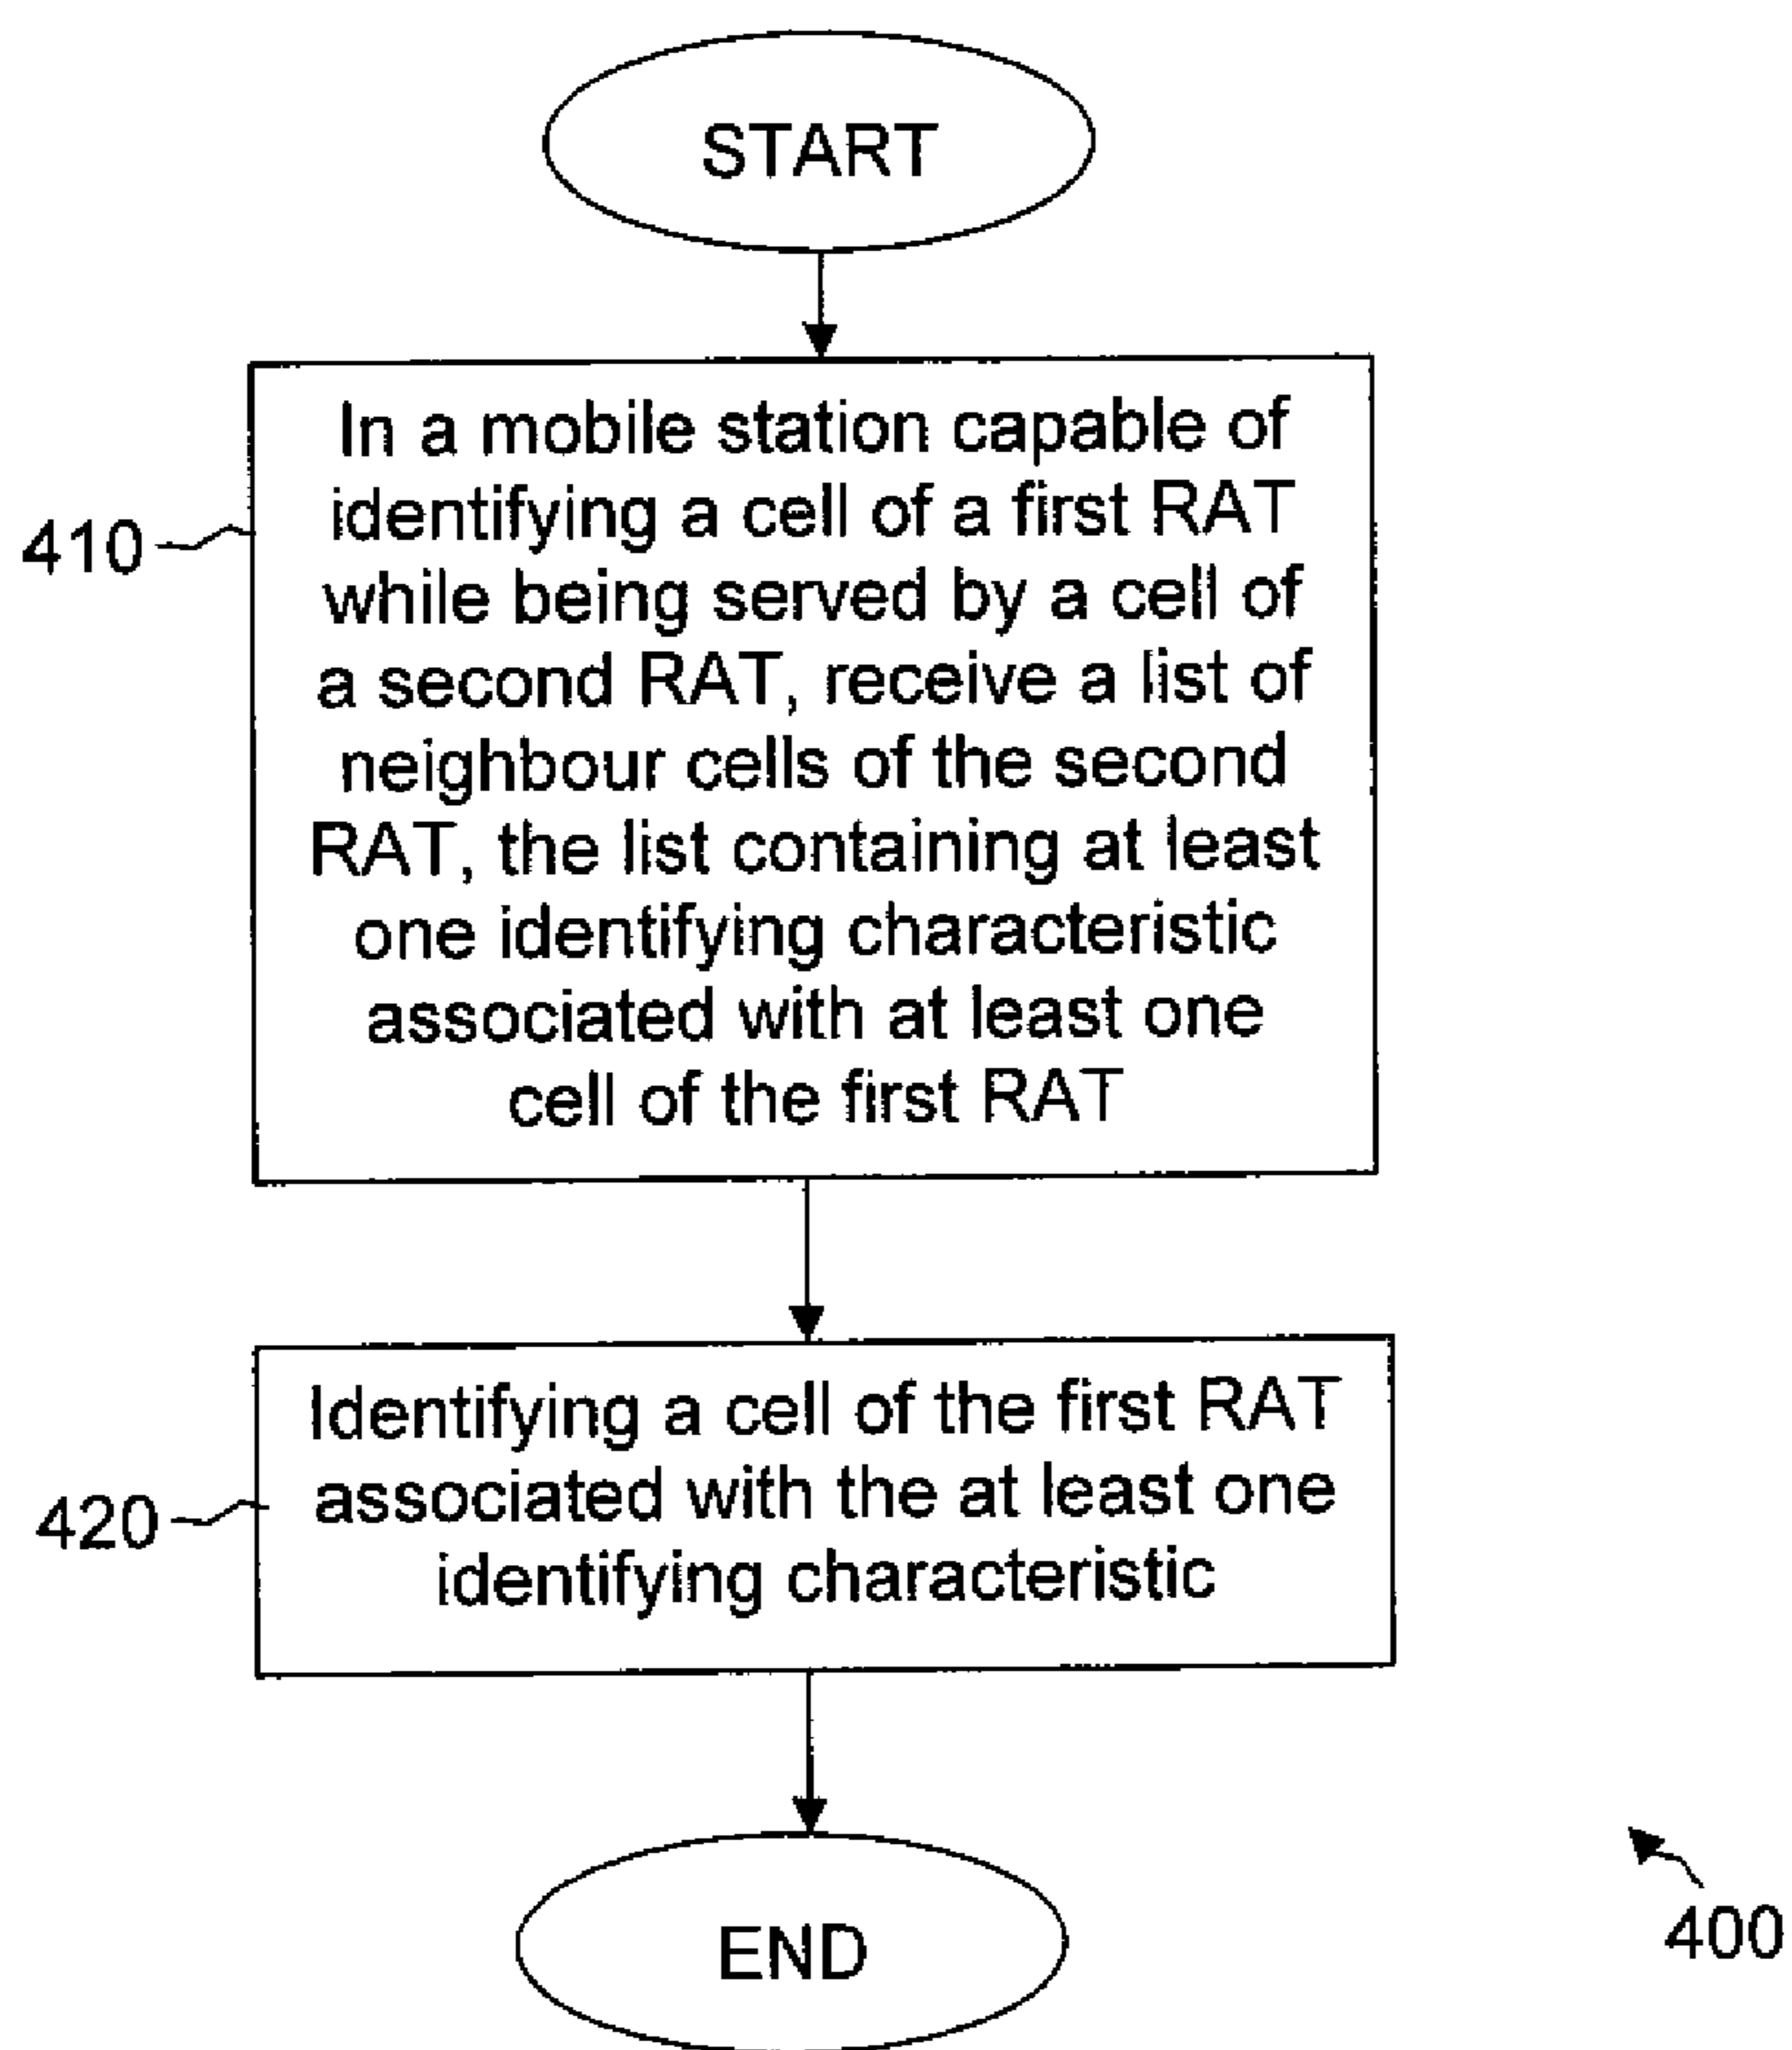 START
In a mobile station capable of
identifying a cell of a first RAT
410
while being served by a cell of
a second RAT, receive a list of
neighbour cells of the second
RAT, the list containing at least
one identifying characteristic
associated with at least one
cell of the first RAT
Identifying a cell of the first RAT
420
associated with the at least one
identifying characteristic
END
400